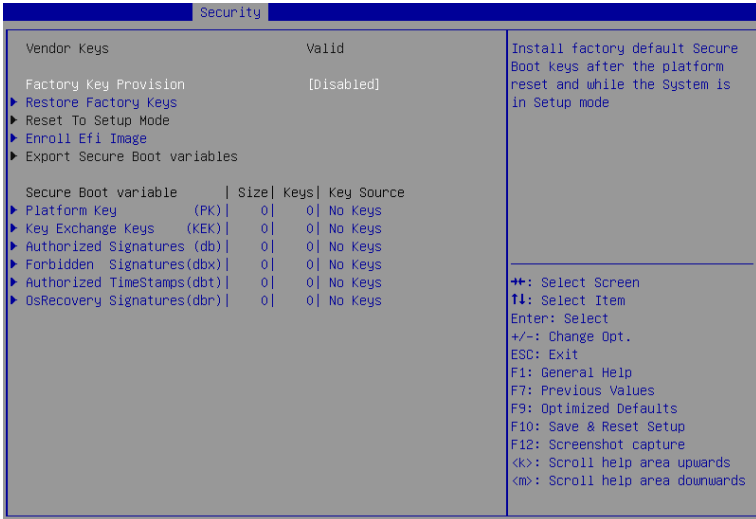 Security
Vendor Keys Valid
Factory Key Provision [Disabled]
Restore Factory Keys
Reset To Setup Mode
Enroll Efi Image
Export Secure Boot variables
Secure Boot variable | Size| Keys| Key Source
Platform Key (PK)| 0| 0| No Keys
Key Exchange Keys (KEK)| 0| 0| No Keys
Authorized Signatures (db)| 0| 0| No Keys
Forbidden Signatures(dbx)| 0| 0| No Keys
Authorized TimeStamps(dbt)| 0| 0| No Keys
OsRecovery Signatures(dbr)| 0| 0| No Keys
Install factory default Secure
Boot keys after the platform
reset and while the System is
in Setup mode
→←: Select Screen
↑↓: Select Item
Enter: Select
+/-: Change Opt.
ESC: Exit
F1: General Help
F7: Previous Values
F9: Optimized Defaults
F10: Save & Reset Setup
F12: Screenshot capture
<k>: Scroll help area upwards
<m>: Scroll help area downwards